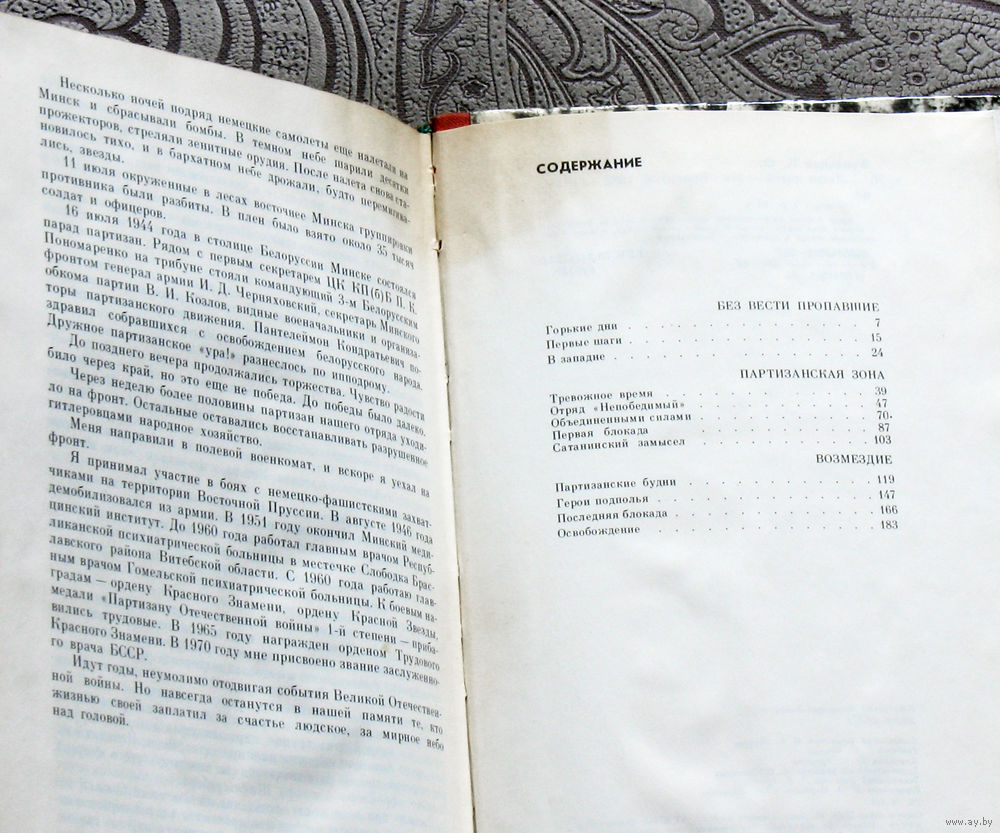 Несколько ночей подряд немецкие самолеты еще налетали на
Минск и сбрасывали бомбы. В темном небе шарили десятки
прожекторов, стреляли зенитные орудия. После налета снова ста-
новилось тихо, и в бархатном небе дрожали, будто перемигива-
лись, звезды.
11 июля окруженные в лесах восточнее Минска группировки
противника были разбиты. В плен было взято около 35 тысяч
солдат и офицеров.
16 июля 1944 года в столице Белоруссии Минске состоялся
парад партизан. Рядом с первым секретарем ЦК КП(б)Б П. К.
Пономаренко на трибуне стояли командующий 3-м Белорусским
фронтом генерал армии И. Д. Черняховский, секретарь Минского
обкома партии В. И. Козлов, видные военачальники и организа-
торы партизанского движения. Пантелеймон Кондратьевич по-
здравил собравшихся с освобождением белорусского народа.
Дружное партизанское «ура!» разнеслось по ипподрому.
До позднего вечера продолжались торжества. Чувство радости
било через край, но это еще не победа. До победы было далеко.
Через неделю более половины партизан нашего отряда уходи-
ло на фронт. Остальные оставались восстанавливать разрушенное
гитлеровцами народное хозяйство.
Меня направили в полевой военкомат, и вскоре я уехал на
фронт.
Я принимал участие в боях с немецко-фашистскими захват-
чиками на территории Восточной Пруссии. В августе 1946 года
демобилизовался из армии. В 1951 году окончил Минский меди-
цинский институт. До 1960 года работал главным врачом Респуб-
ликанской психиатрической больницы в местечке Слободка Брас-
лавского района Витебской области. С 1960 года работаю глав-
ным врачом Гомельской психиатрической больницы. К боевым на-
градам — ордену Красного Знамени, ордену Красной Звезды,
медали «Партизану Отечественной войны» 1-й степени — приба-
вились трудовые. В 1965 году награжден орденом Трудового
Красного Знамени. В 1970 году мне присвоено звание заслуженно-
го врача БССР.
Идут годы, неумолимо отодвигая события Великой Отечествен-
ной войны. Но навсегда останутся в нашей памяти те, кто
жизнью своей заплатил за счастье людское, за мирное небо
над головой.
СОДЕРЖАНИЕ
БЕЗ ВЕСТИ ПРОПАВШИЕ
Горькие дни . . . . . . . . . . . 7
Первые шаги . . . . . . . . . . . 15
В западне . . . . . . . . . . . 24
ПАРТИЗАНСКАЯ ЗОНА
Тревожное время . . . . . . . . . . 39
Отряд «Непобедимый» . . . . . . . . . 47
Объединенными силами . . . . . . . . . 70
Первая блокада . . . . . . . . . . 87
Сатанинский замысел . . . . . . . . . 103
ВОЗМЕЗДИЕ
Партизанские будни . . . . . . . . . 119
Герои подполья . . . . . . . . . . 147
Последняя блокада . . . . . . . . . 166
Освобождение . . . . . . . . . . 183
www.ay.by